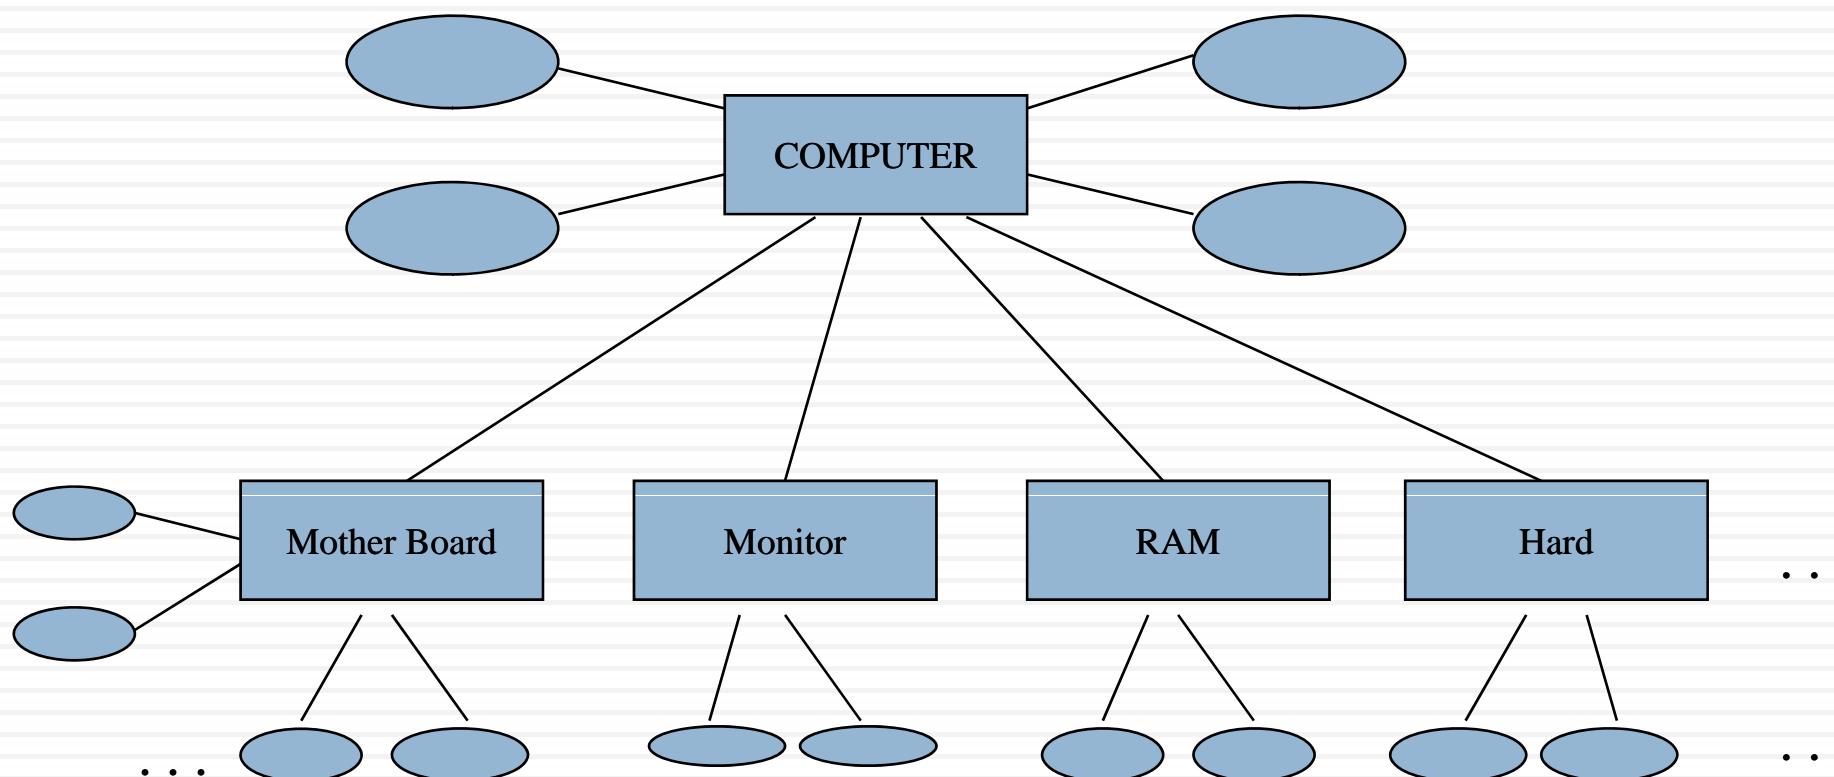 COMPUTER
Mother Board
Monitor
RAM
Hard
. .
. . .
. .